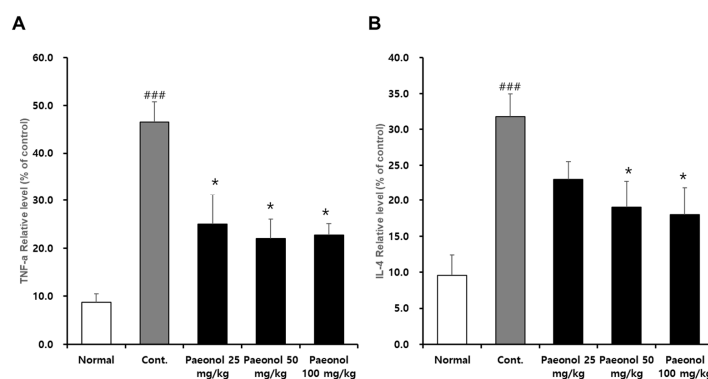 A
TNF-a Relative level (% of control)
60.0
50.0
40.0
30.0
20.0
10.0
0.0
###
*
*
*
Normal
Cont.
Paeonol 25
mg/kg
Paeonol 50
mg/kg
Paeonol
100 mg/kg
B
IL-4 Relative level (% of control)
40.0
35.0
30.0
25.0
20.0
15.0
10.0
5.0
0.0
###
*
*
Normal
Cont.
Paeonol 25
mg/kg
Paeonol 50
mg/kg
Paeonol
100 mg/kg